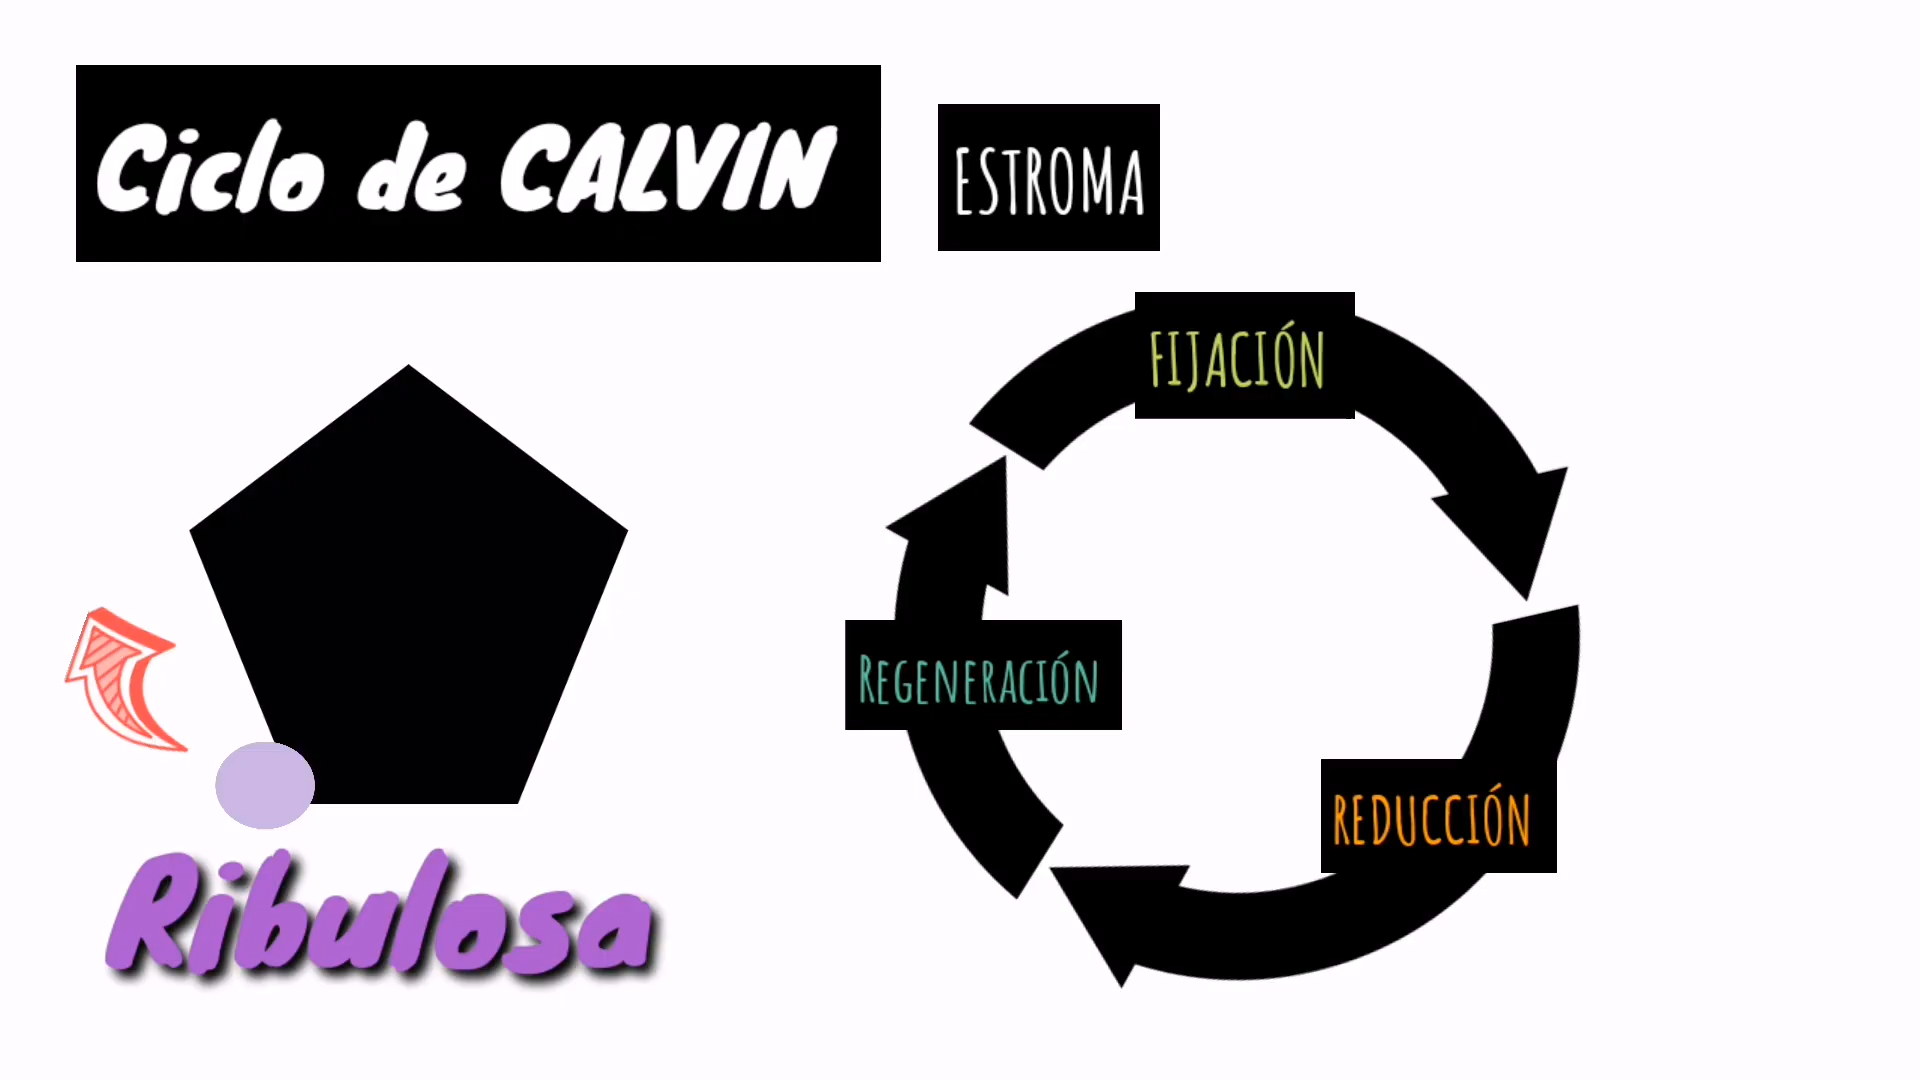 Ciclo de CALVIN
ESTROMA
FIJACIÓN
REGENERACIÓN
REDUCCIÓN
Ribulosa